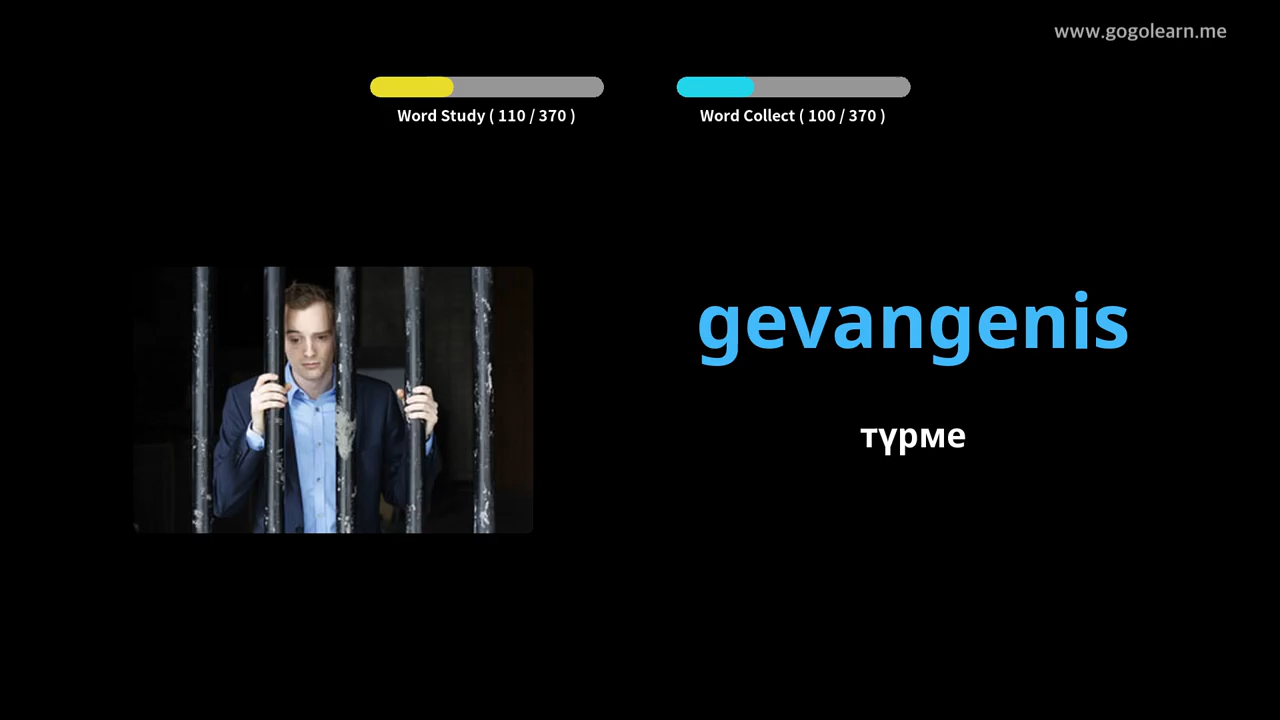 www.gogolearn.me
Word Study ( 110 / 370 )
Word Collect ( 100 / 370 )
gevangenis
түрме